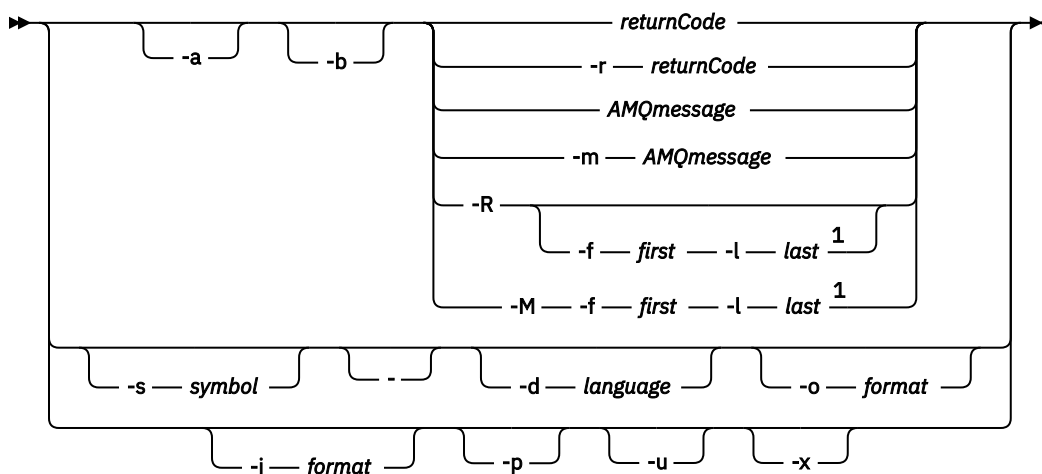 returnCode
-a -b
-r returnCode
AMQmessage
-m AMQmessage
-R
-f first -l last 1
-M -f first -l last 1
-s symbol - -d language -o format
-i format -p -u -x